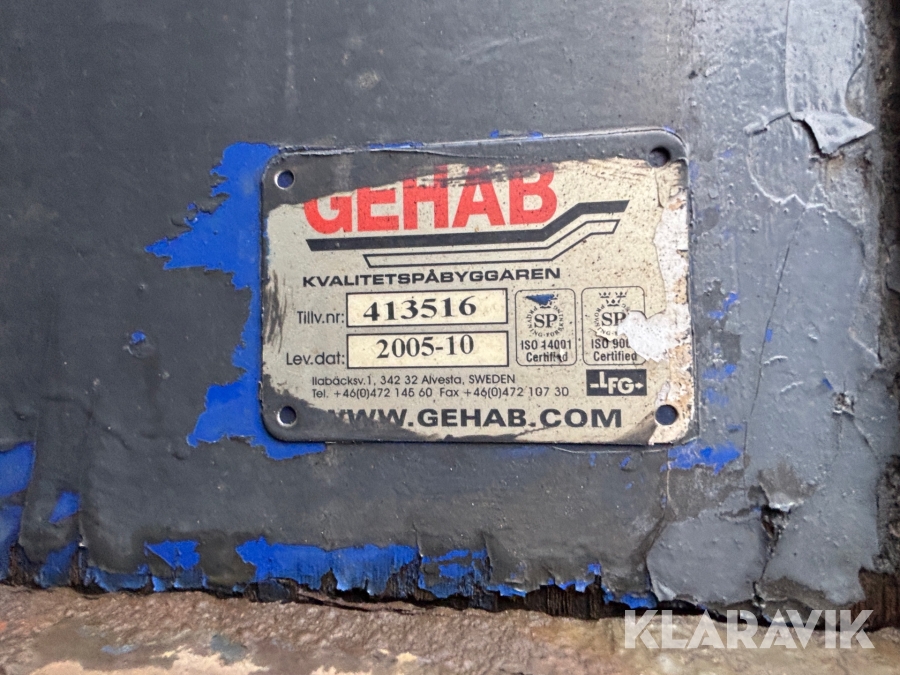 GEHAB
KVALITETSPÅBYGGAREN
Tillv.nr: 413516
Lev.dat: 2005-10
SP
ISO 14001
Certified
SP
ISO 900
Certified
LFG
Ilabäcksv.1, 342 32 Alvesta, SWEDEN
Tel. +46(0)472 145 60 Fax +46(0)472 107 30
WWW.GEHAB.COM
KLARAVIK